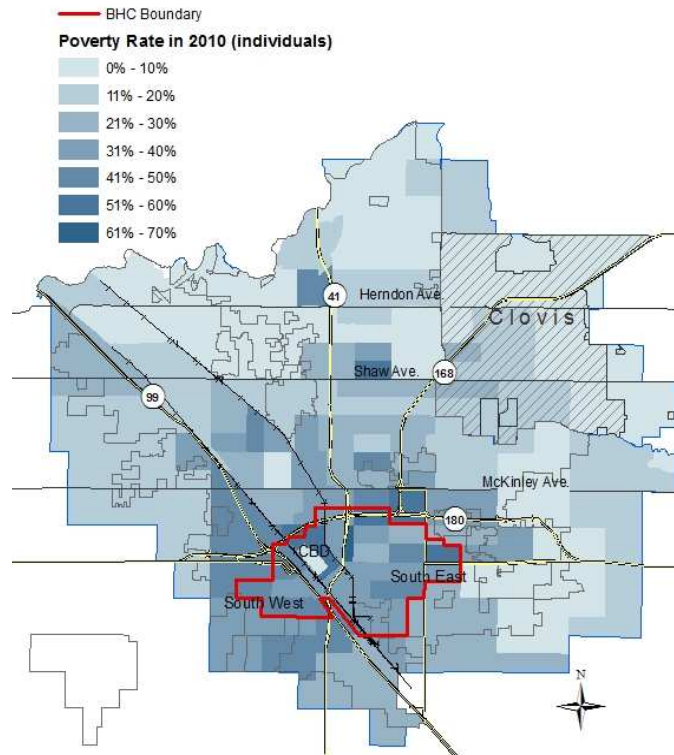 BHC Boundary
Poverty Rate in 2010 (individuals)
0% - 10%
11% - 20%
21% - 30%
31% - 40%
41% - 50%
51% - 60%
61% - 70%
41
Herndon Ave.
Clovis
Shaw Ave.
168
99
McKinley Ave.
180
CBD
South East
South West
N